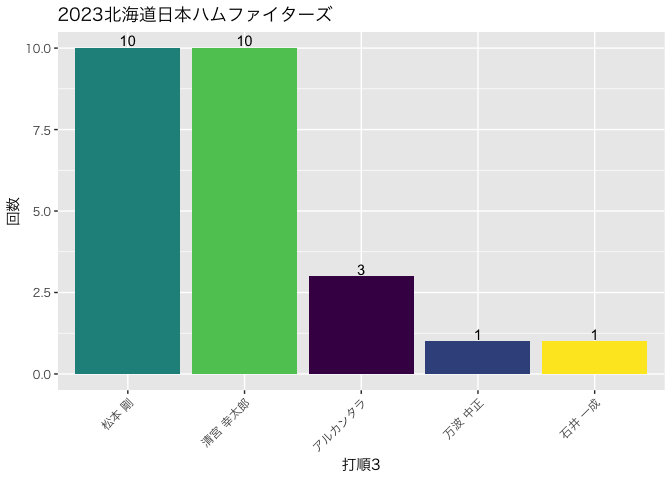 2023北海道日本ハムファイターズ
回数
10.0
7.5
5.0
2.5
0.0
10
10
3
1
1
松本 剛
清宮 幸太郎
アルカンタラ
万波 中正
石井 一成
打順3